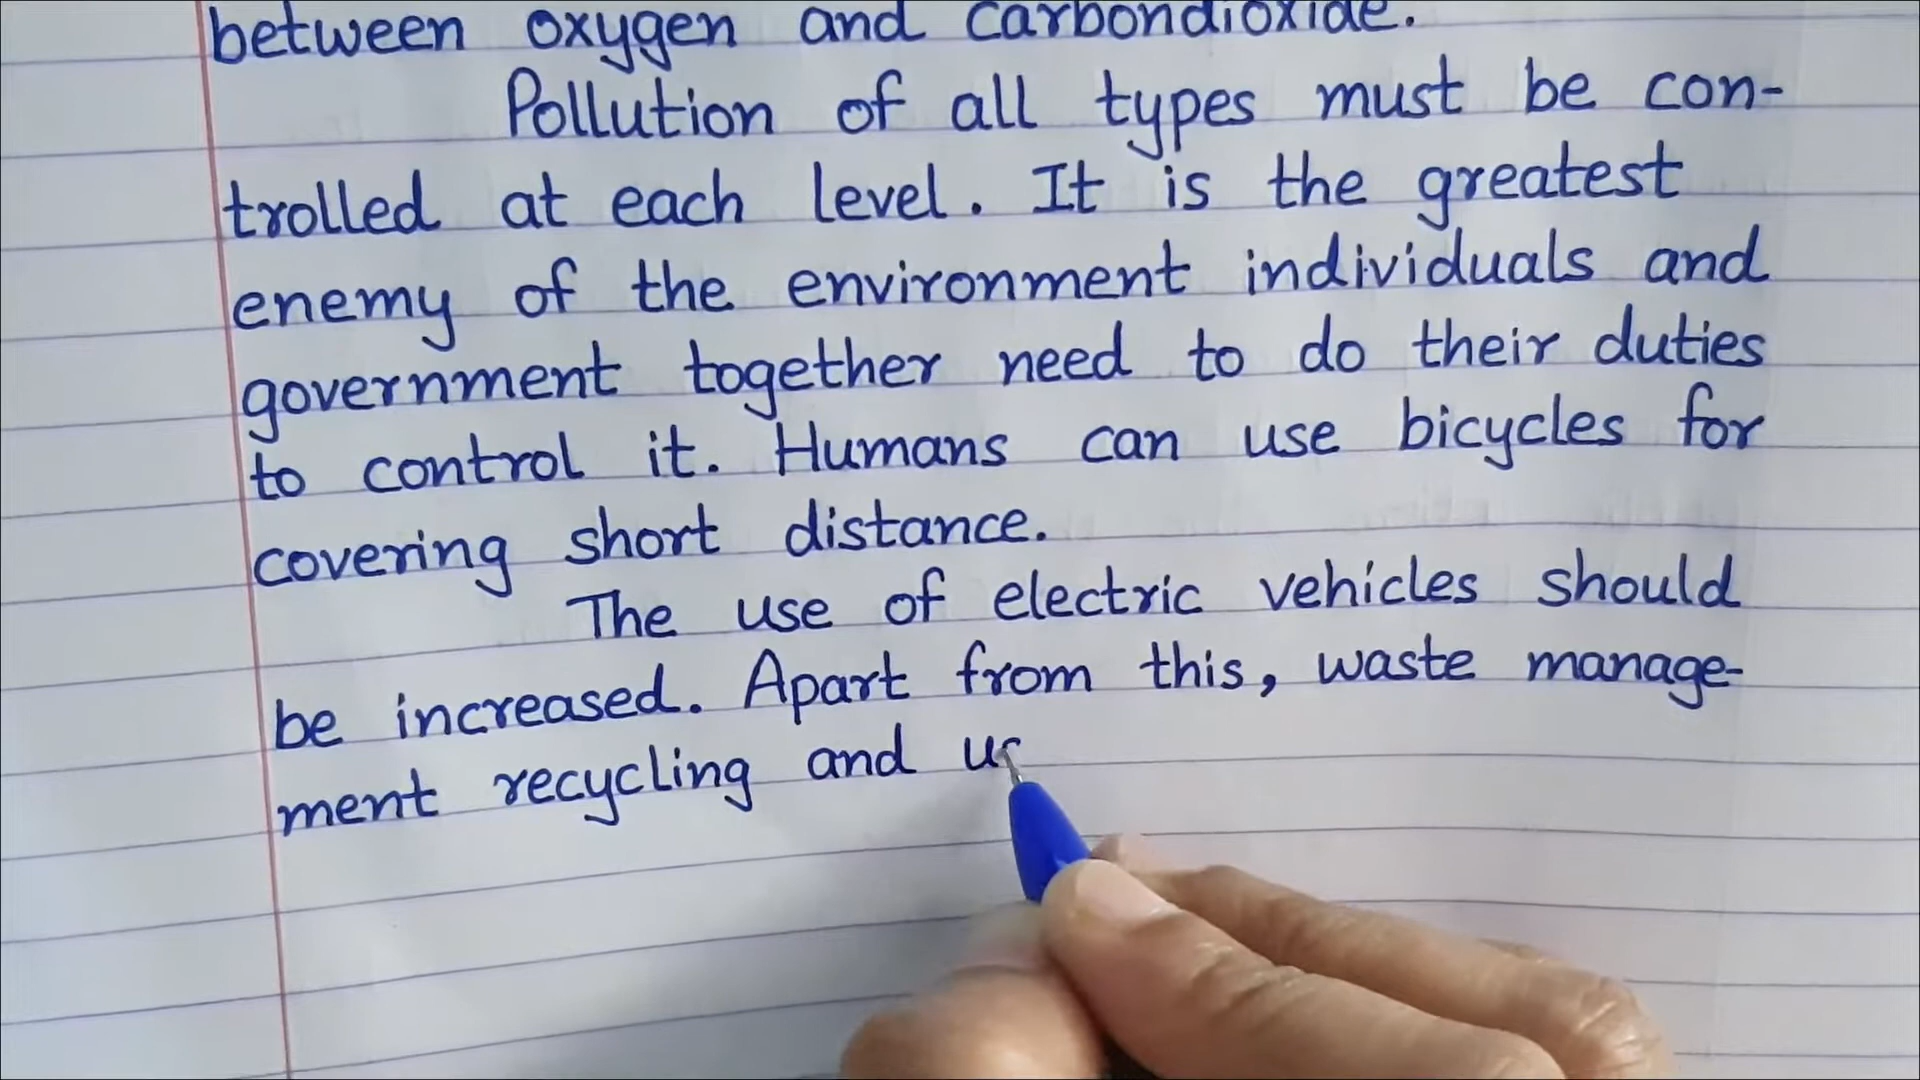 between oxygen and carbondioxide.
Pollution of all types must be con-
trolled at each level. It is the greatest
enemy of the environment individuals and
government together need to do their duties
to control it. Humans can use bicycles for
covering short distance.
The use of electric vehicles should
be increased. Apart from this, waste manage-
ment recycling and